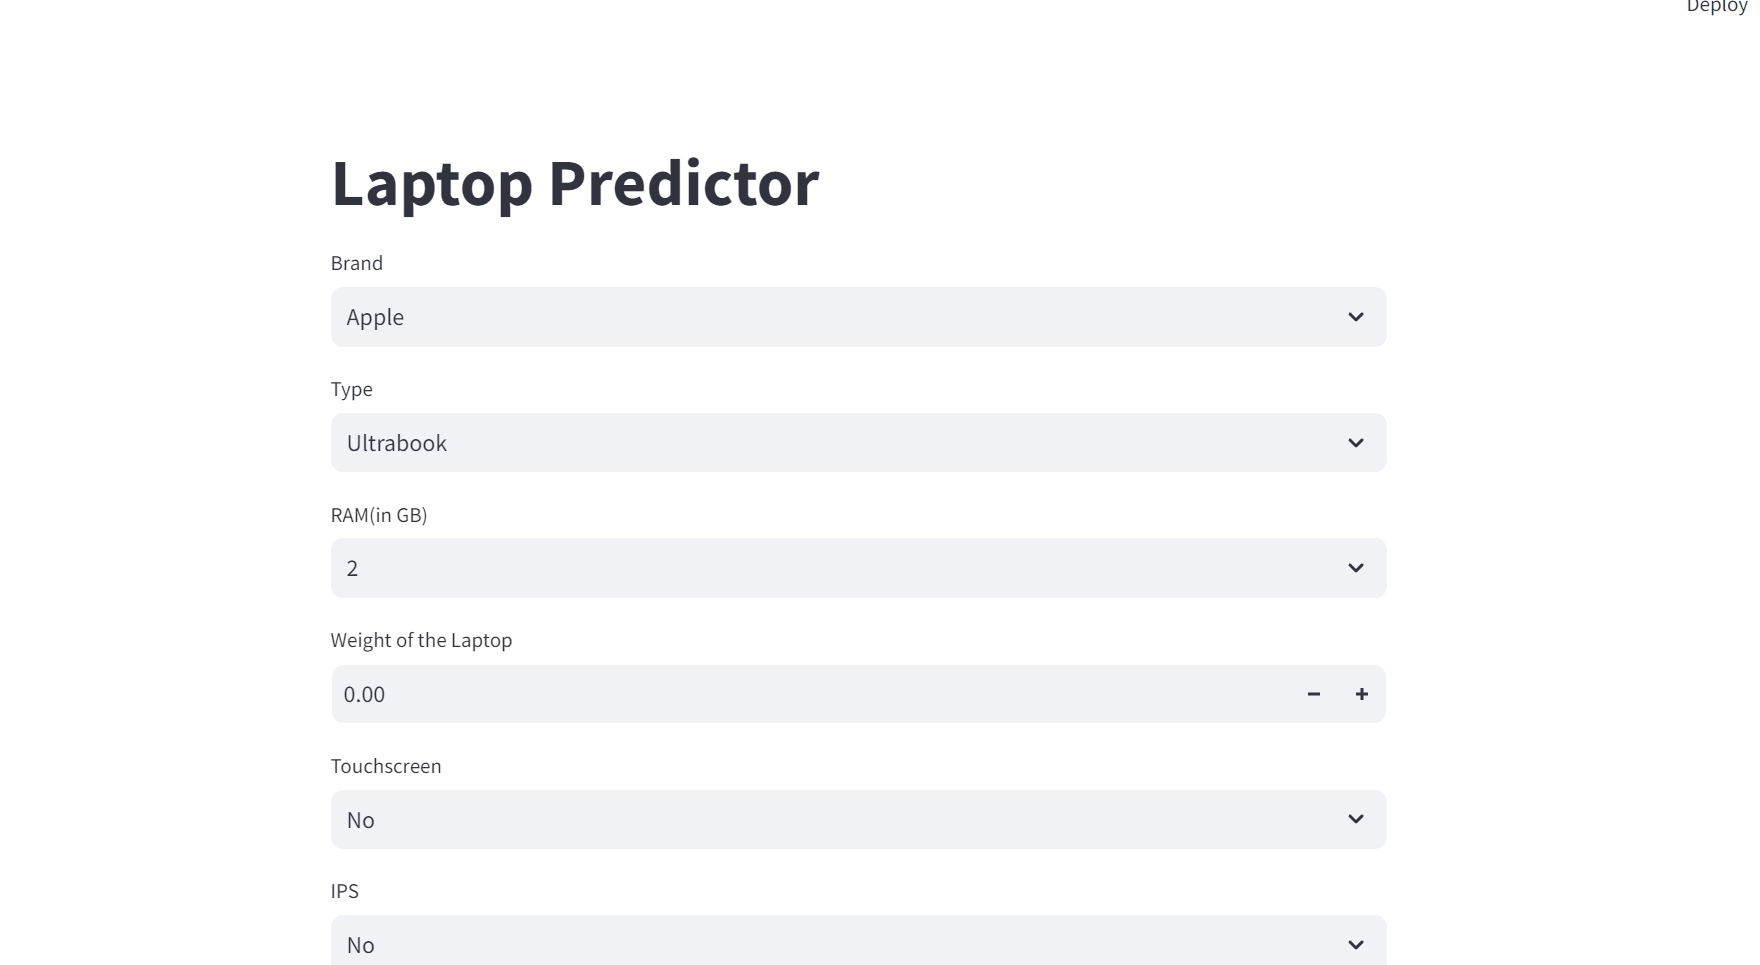 Deploy
Laptop Predictor
Brand
Apple
Type
Ultrabook
RAM(in GB)
2
Weight of the Laptop
0.00
Touchscreen
No
IPS
No